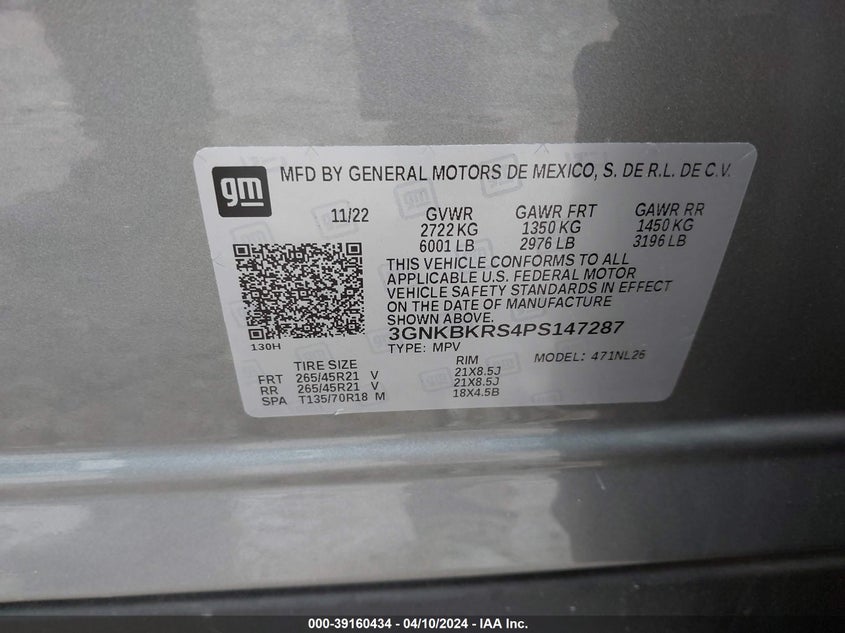 gm
MFD BY GENERAL MOTORS DE MEXICO, S. DE R.L. DE C.V.
11/22 GVWR GAWR FRT GAWR RR
2722 KG 1350 KG 1450 KG
6001 LB 2976 LB 3196 LB
THIS VEHICLE CONFORMS TO ALL
APPLICABLE U.S. FEDERAL MOTOR
VEHICLE SAFETY STANDARDS IN EFFECT
ON THE DATE OF MANUFACTURE
SHOWN ABOVE.
3GNKBKRS4PS147287
130H
TYPE: MPV MODEL: 471NL26
TIRE SIZE RIM
FRT 265/45R21 V 21X8.5J
RR 265/45R21 V 21X8.5J
SPA T135/70R18 M 18X4.5B
000-39160434 - 04/10/2024 - IAA Inc.